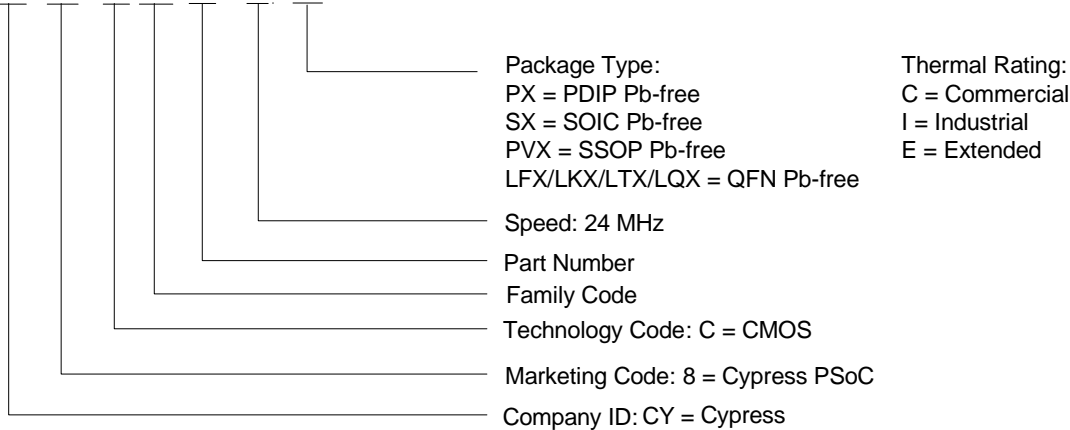 Package Type:
PX = PDIP Pb-free
SX = SOIC Pb-free
PVX = SSOP Pb-free
LFX/LKX/LTX/LQX = QFN Pb-free
Thermal Rating:
C = Commercial
I = Industrial
E = Extended
Speed: 24 MHz
Part Number
Family Code
Technology Code: C = CMOS
Marketing Code: 8 = Cypress PSoC
Company ID: CY = Cypress